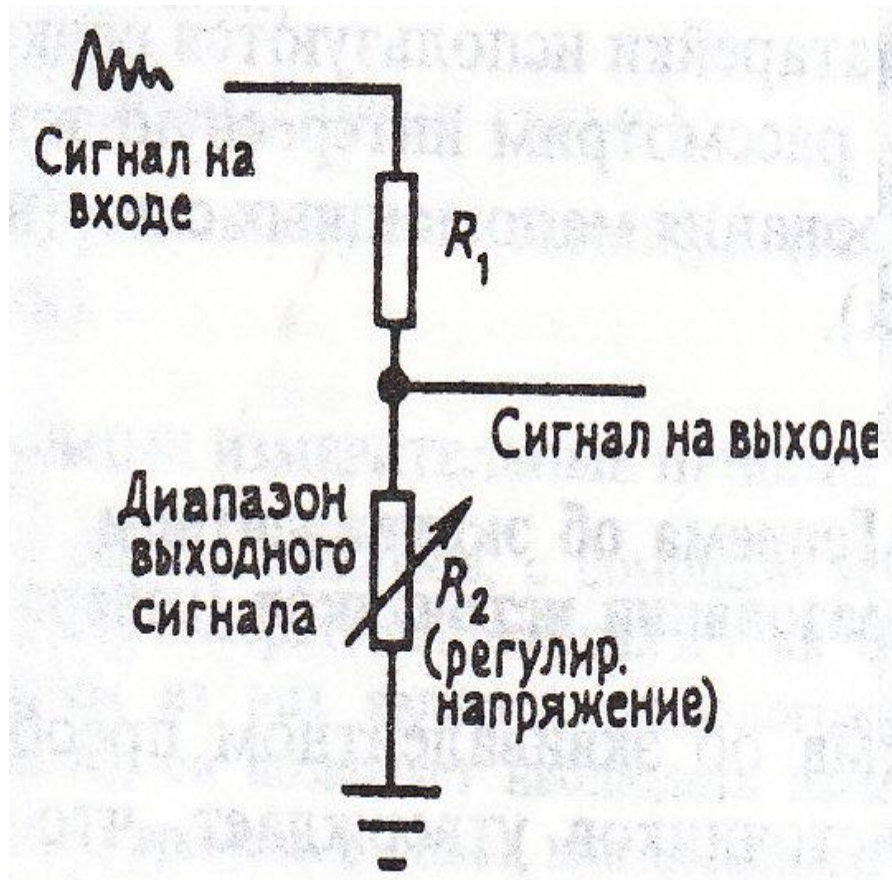 Сигнал на
входе
R1
Сигнал на выходе
Диапазон
выходного
сигнала
R2
(регулир.
напряжение)